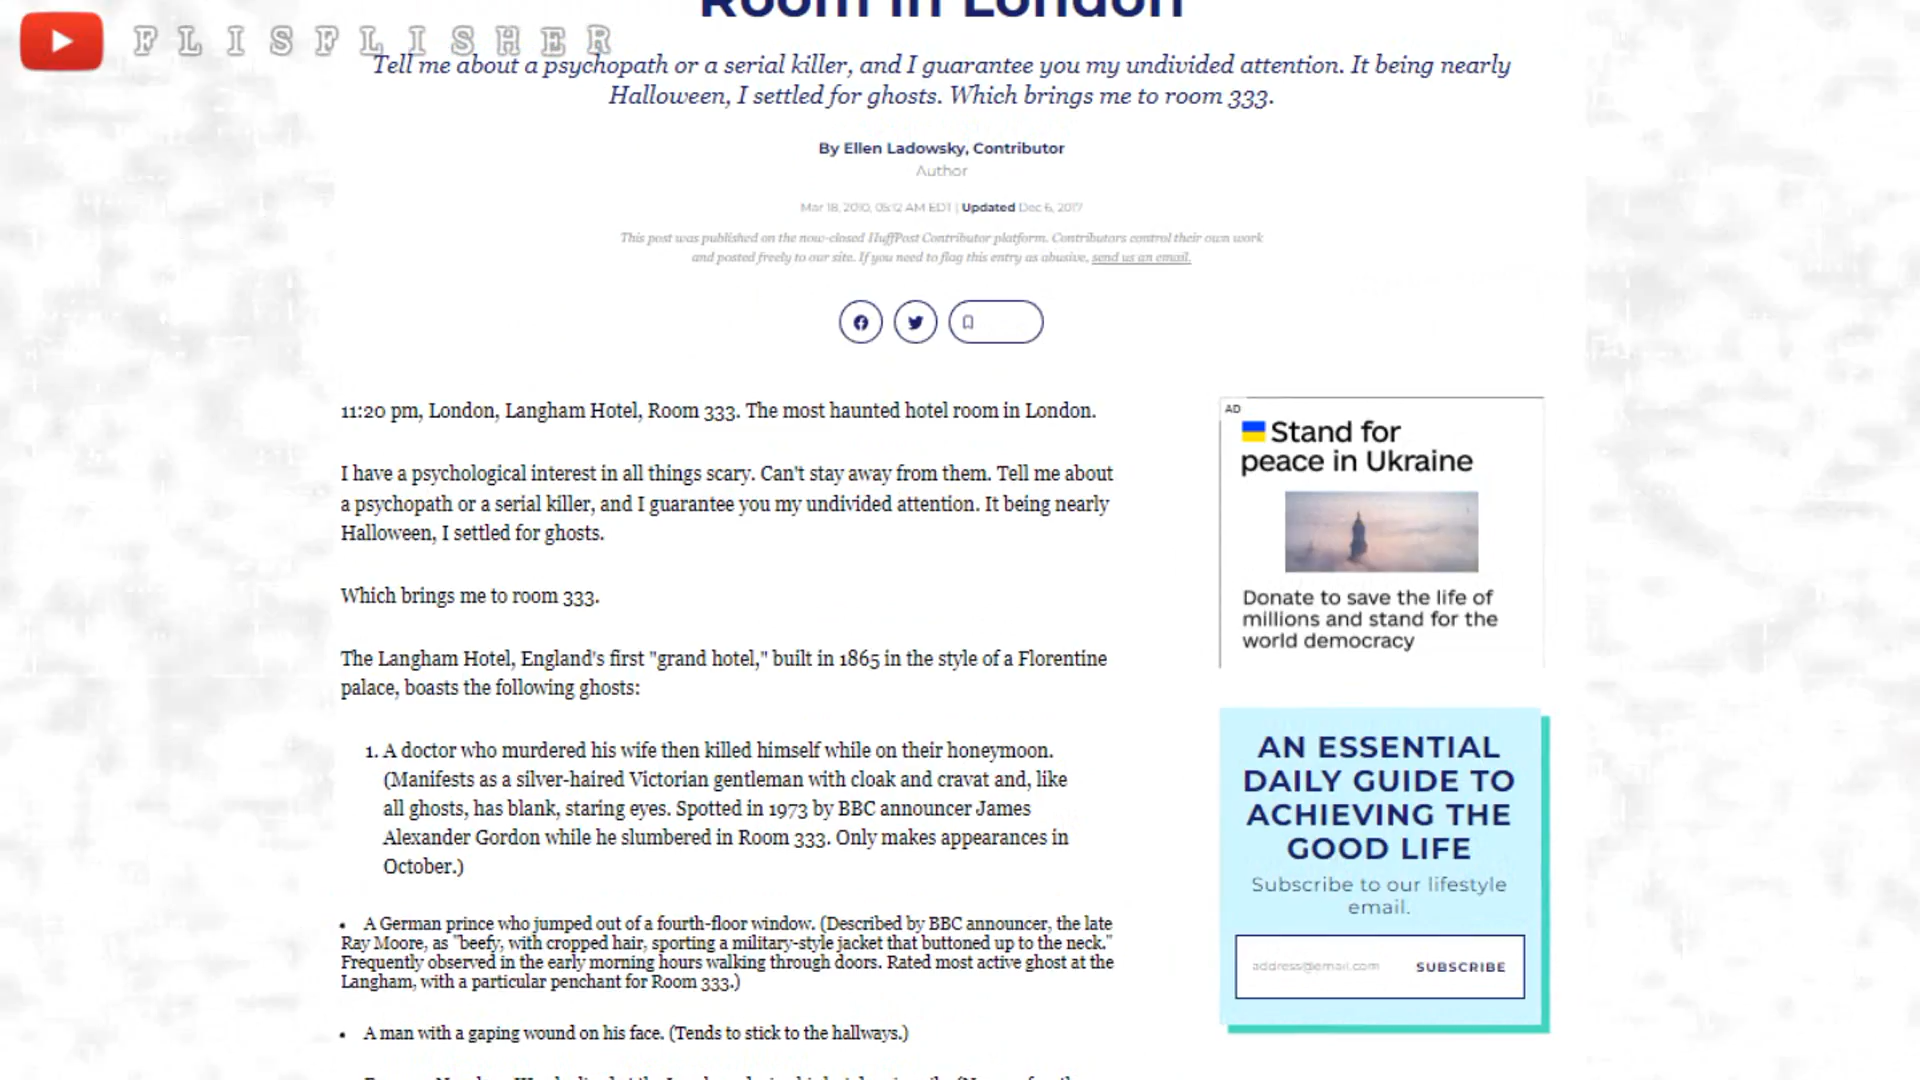 Room in London
FLISFLISHER
Tell me about a psychopath or a serial killer, and I guarantee you my undivided attention. It being nearly
Halloween, I settled for ghosts. Which brings me to room 333.
By Ellen Ladowsky, Contributor
Author
Mar 18, 2010, 05:12 AM EDT | Updated Dec 6, 2017
This post was published on the now-closed HuffPost Contributor platform. Contributors control their own work
and posted freely to our site. If you need to flag this entry as abusive, send us an email.
11:20 pm, London, Langham Hotel, Room 333. The most haunted hotel room in London.
I have a psychological interest in all things scary. Can't stay away from them. Tell me about
a psychopath or a serial killer, and I guarantee you my undivided attention. It being nearly
Halloween, I settled for ghosts.
Which brings me to room 333.
The Langham Hotel, England's first "grand hotel," built in 1865 in the style of a Florentine
palace, boasts the following ghosts:
1. A doctor who murdered his wife then killed himself while on their honeymoon.
(Manifests as a silver-haired Victorian gentleman with cloak and cravat and, like
all ghosts, has blank, staring eyes. Spotted in 1973 by BBC announcer James
Alexander Gordon while he slumbered in Room 333. Only makes appearances in
October.)
• A German prince who jumped out of a fourth-floor window. (Described by BBC announcer, the late
Ray Moore, as "beefy, with cropped hair, sporting a military-style jacket that buttoned up to the neck."
Frequently observed in the early morning hours walking through doors. Rated most active ghost at the
Langham, with a particular penchant for Room 333.)
• A man with a gaping wound on his face. (Tends to stick to the hallways.)
AD
Stand for
peace in Ukraine
Donate to save the life of
millions and stand for the
world democracy
AN ESSENTIAL
DAILY GUIDE TO
ACHIEVING THE
GOOD LIFE
Subscribe to our lifestyle
email.
address@email.com SUBSCRIBE